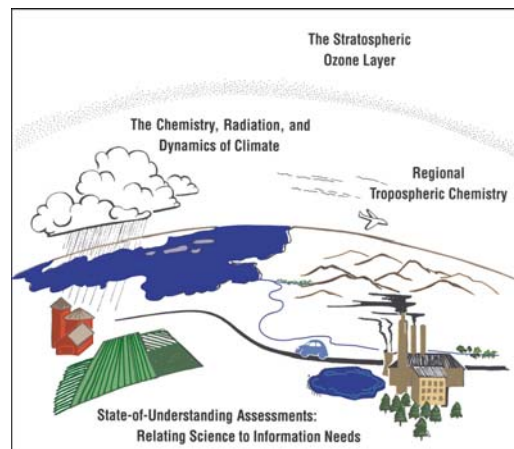 The Stratospheric
Ozone Layer
The Chemistry, Radiation, and
Dynamics of Climate
Regional
Tropospheric Chemistry
State-of-Understanding Assessments:
Relating Science to Information Needs